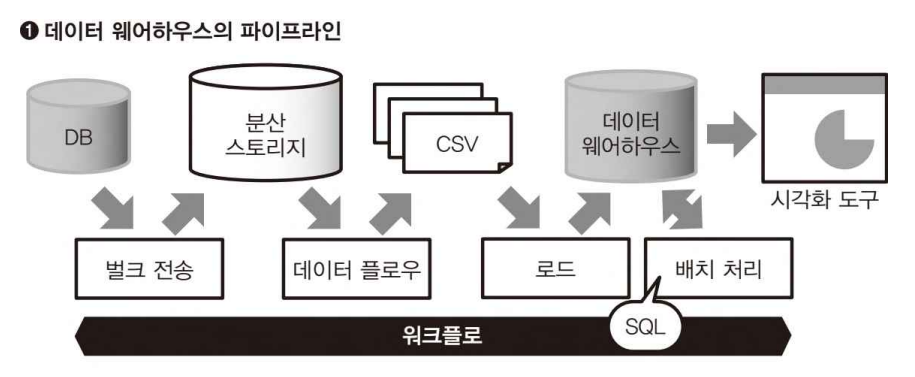 ❶ 데이터 웨어하우스의 파이프라인
DB
분산
스토리지
CSV
데이터
웨어하우스
시각화 도구
벌크 전송
데이터 플로우
로드
배치 처리
SQL
워크플로